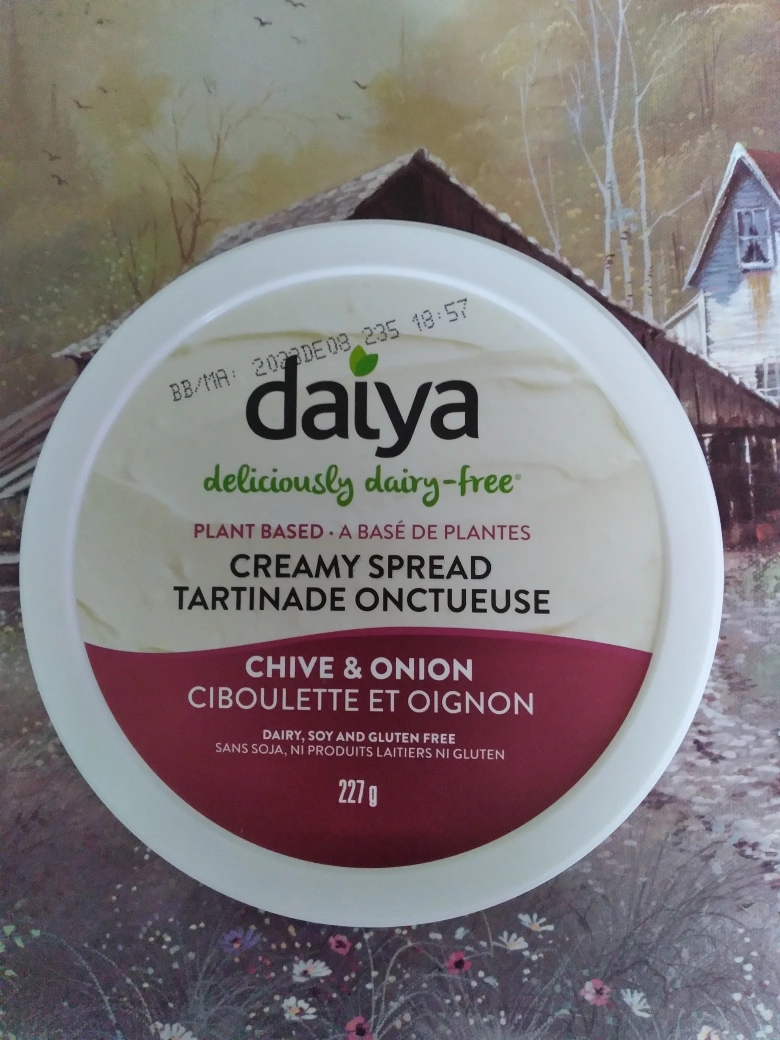 BB/MA: 2023DE08 235 18:57
daiya
deliciously dairy-free®
PLANT BASED · A BASÉ DE PLANTES
CREAMY SPREAD
TARTINADE ONCTUEUSE
CHIVE & ONION
CIBOULETTE ET OIGNON
DAIRY, SOY AND GLUTEN FREE
SANS SOJA, NI PRODUITS LAITIERS NI GLUTEN
227 g